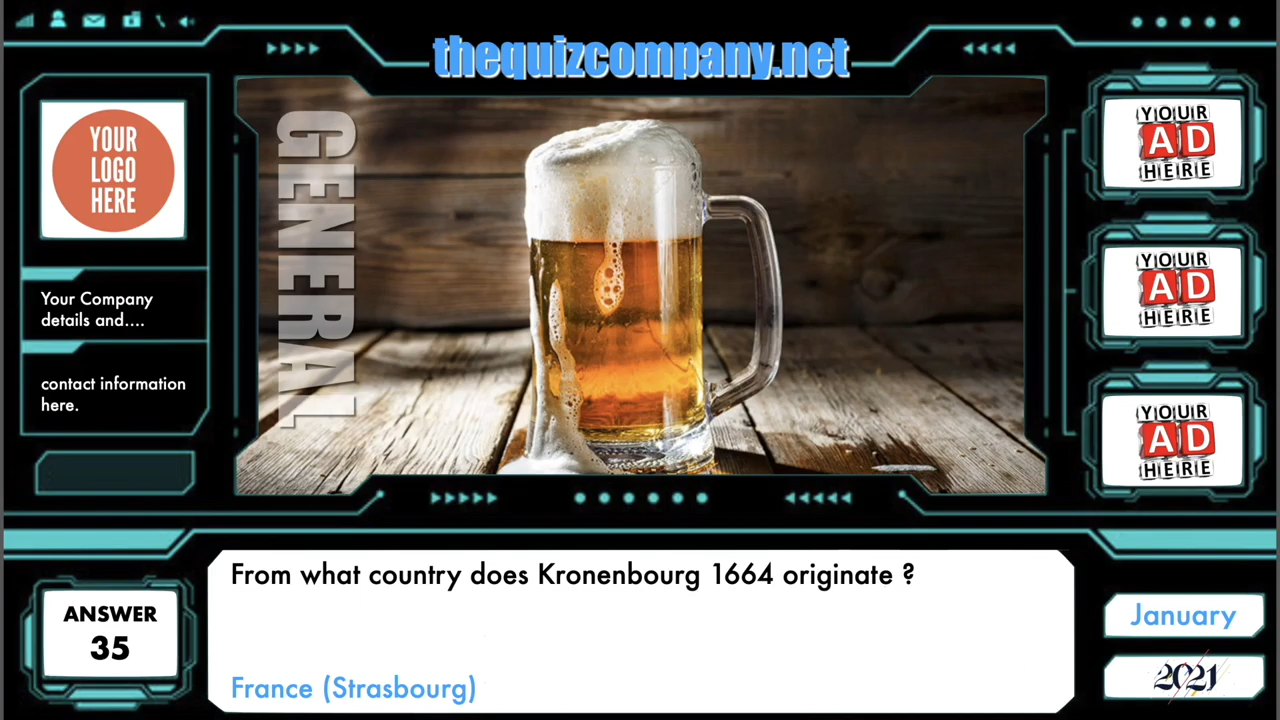 thequizcompany.net
YOUR
LOGO
HERE
Your Company
details and....
contact information
here.
GENERAL
YOUR
AD
HERE
YOUR
AD
HERE
YOUR
AD
HERE
ANSWER
35
From what country does Kronenbourg 1664 originate ?
France (Strasbourg)
January
2021